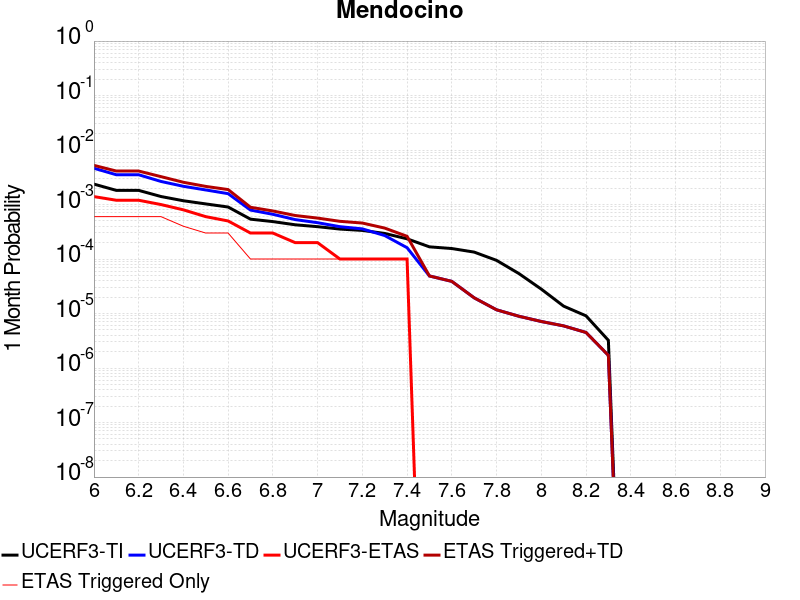 Mendocino
10^0
10^-1
10^-2
10^-3
10^-4
10^-5
10^-6
10^-7
10^-8
1 Month Probability
6 6.2 6.4 6.6 6.8 7 7.2 7.4 7.6 7.8 8 8.2 8.4 8.6 8.8 9
Magnitude
UCERF3-TI UCERF3-TD UCERF3-ETAS ETAS Triggered+TD
ETAS Triggered Only